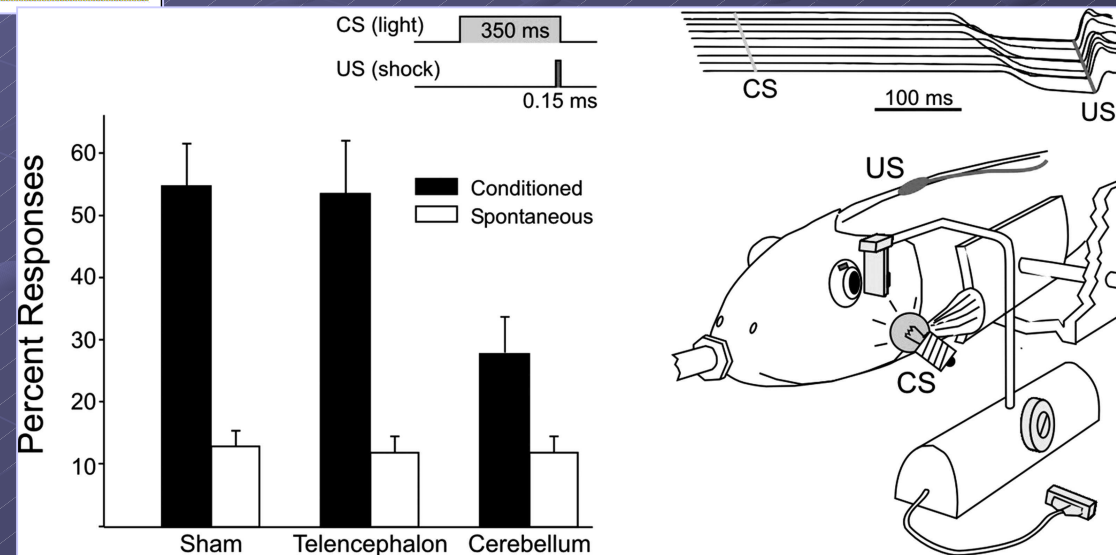 CS (light)
350 ms
US (shock)
0.15 ms
Percent Responses
60
50
40
30
20
10
Conditioned
Spontaneous
Sham
Telencephalon
Cerebellum
CS
100 ms
US
US
CS